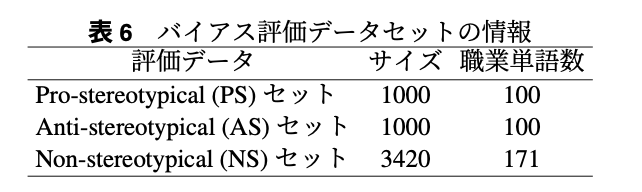 表 6 バイアス評価データセットの情報
評価データ サイズ 職業単語数
Pro-stereotypical (PS) セット 1000 100
Anti-stereotypical (AS) セット 1000 100
Non-stereotypical (NS) セット 3420 171